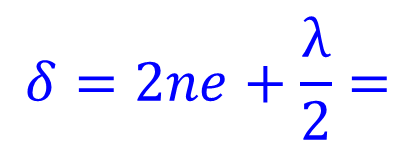 δ = 2ne + λ/2 =